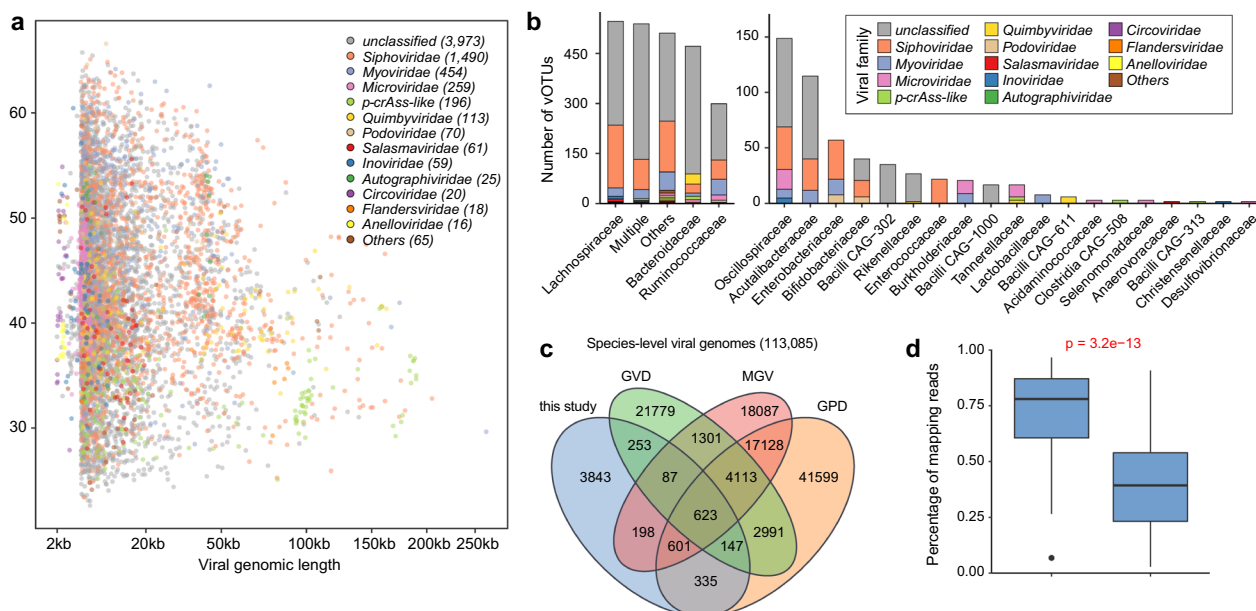 a
60
50
40
30
2kb 20kb 50kb 100kb 150kb 200kb 250kb
Viral genomic length
unclassified (3,973)
Siphoviridae (1,490)
Myoviridae (454)
Microviridae (259)
p-crAss-like (196)
Quimbyviridae (113)
Podoviridae (70)
Salasmaviridae (61)
Inoviridae (59)
Autographiviridae (25)
Circoviridae (20)
Flandersviridae (18)
Anelloviridae (16)
Others (65)
b
Number of vOTUs
450
300
150
0
Lachnospiraceae
Multiple
Others
Bacteroidaceae
Ruminococcaceae
150
100
50
0
Oscillospiraceae
Acutalibacteraceae
Enterobacteriaceae
Bifidobacteriaceae
Bacilli CAG−302
Rikenellaceae
Enterococcaceae
Burkholderiaceae
Bacilli CAG−1000
Tannerellaceae
Lactobacillaceae
Bacilli CAG−611
Acidaminococcaceae
Clostridia CAG−508
Selenomonadaceae
Anaerovoracaceae
Bacilli CAG−313
Christensenellaceae
Desulfovibrionaceae
Viral family
unclassified
Siphoviridae
Myoviridae
Microviridae
p-crAss-like
Quimbyviridae
Podoviridae
Salasmaviridae
Inoviridae
Autographiviridae
Circoviridae
Flandersviridae
Anelloviridae
Others
c
Species-level viral genomes (113,085)
GVD MGV
this study GPD
21779 18087
253 1301 17128
3843 87 4113 41599
623
198 601 147 2991
335
d
p = 3.2e−13
Percentage of mapping reads
1.00
0.75
0.50
0.25
0.00